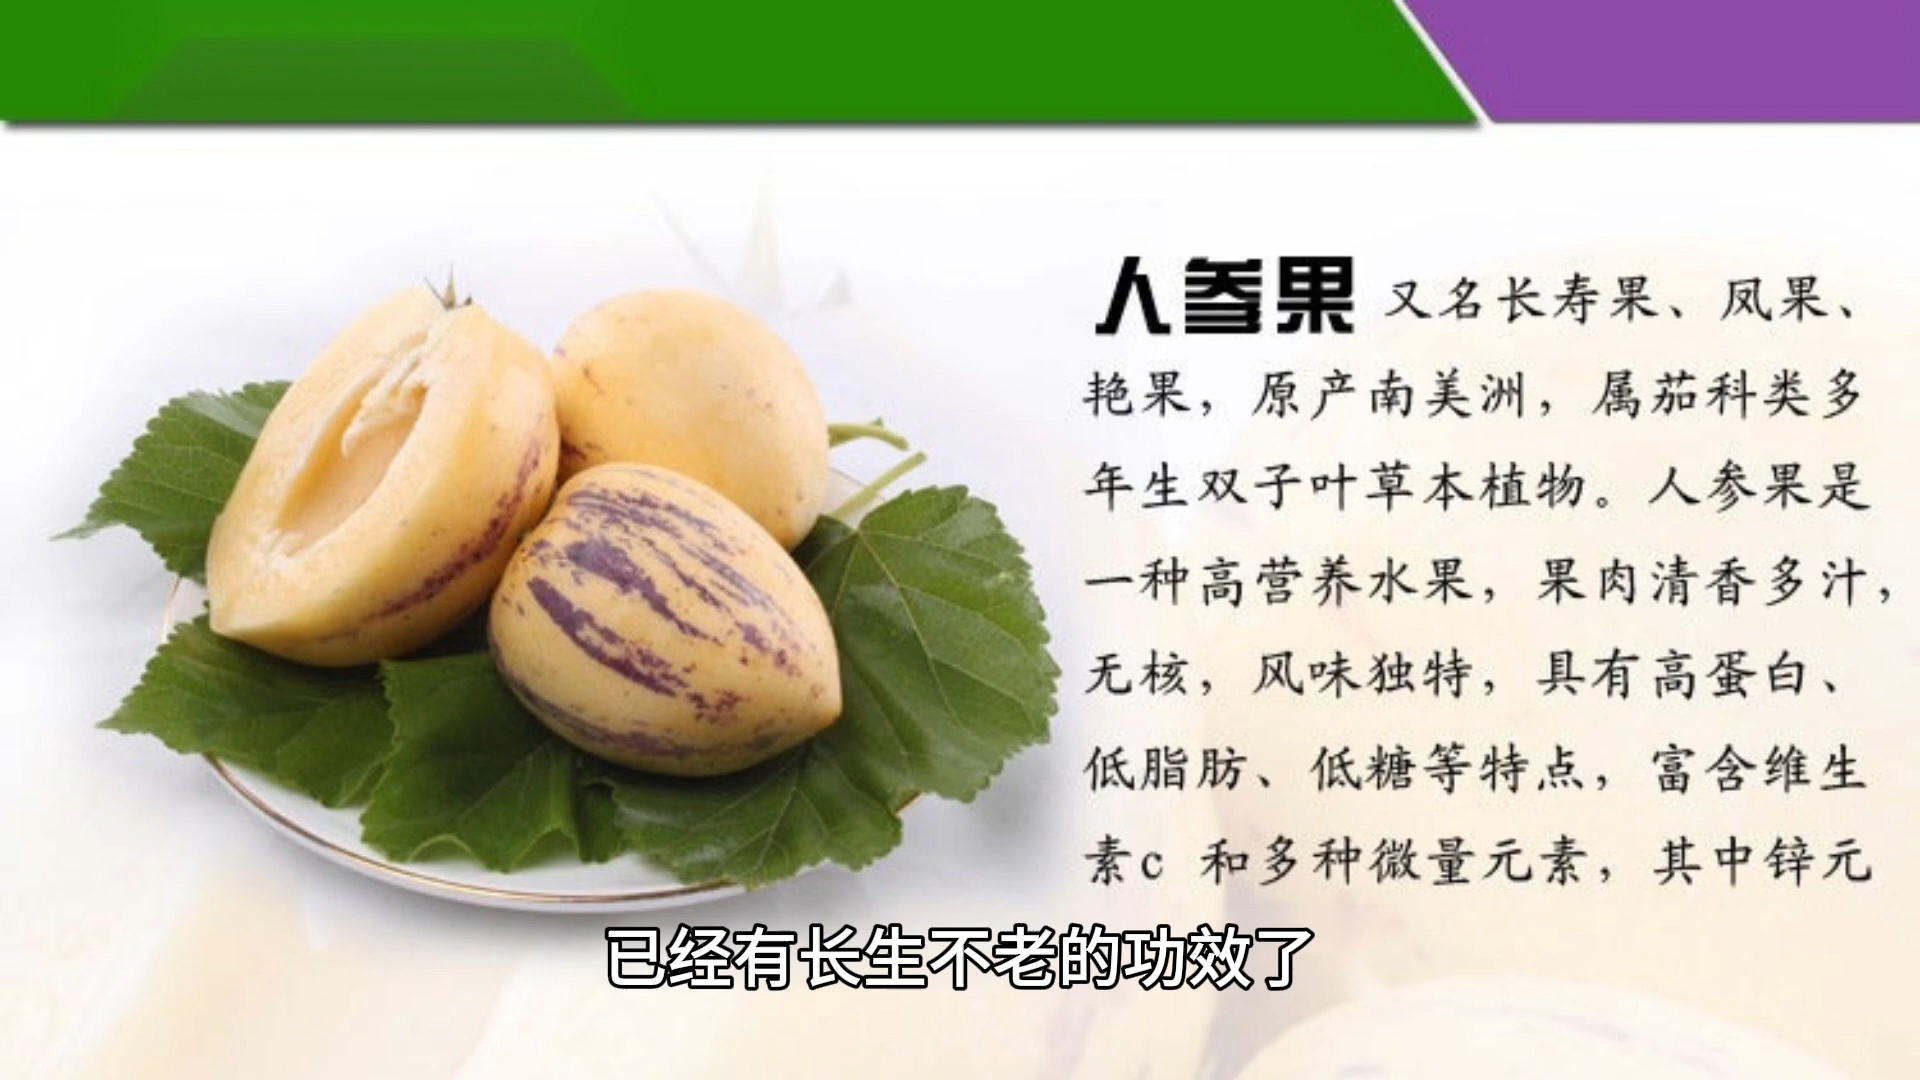 人参果 又名长寿果、凤果、
艳果，原产南美洲，属茄科类多
年生双子叶草本植物。人参果是
一种高营养水果，果肉清香多汁，
无核，风味独特，具有高蛋白、
低脂肪、低糖等特点，富含维生
素c 和多种微量元素，其中锌元
已经有长生不老的功效了